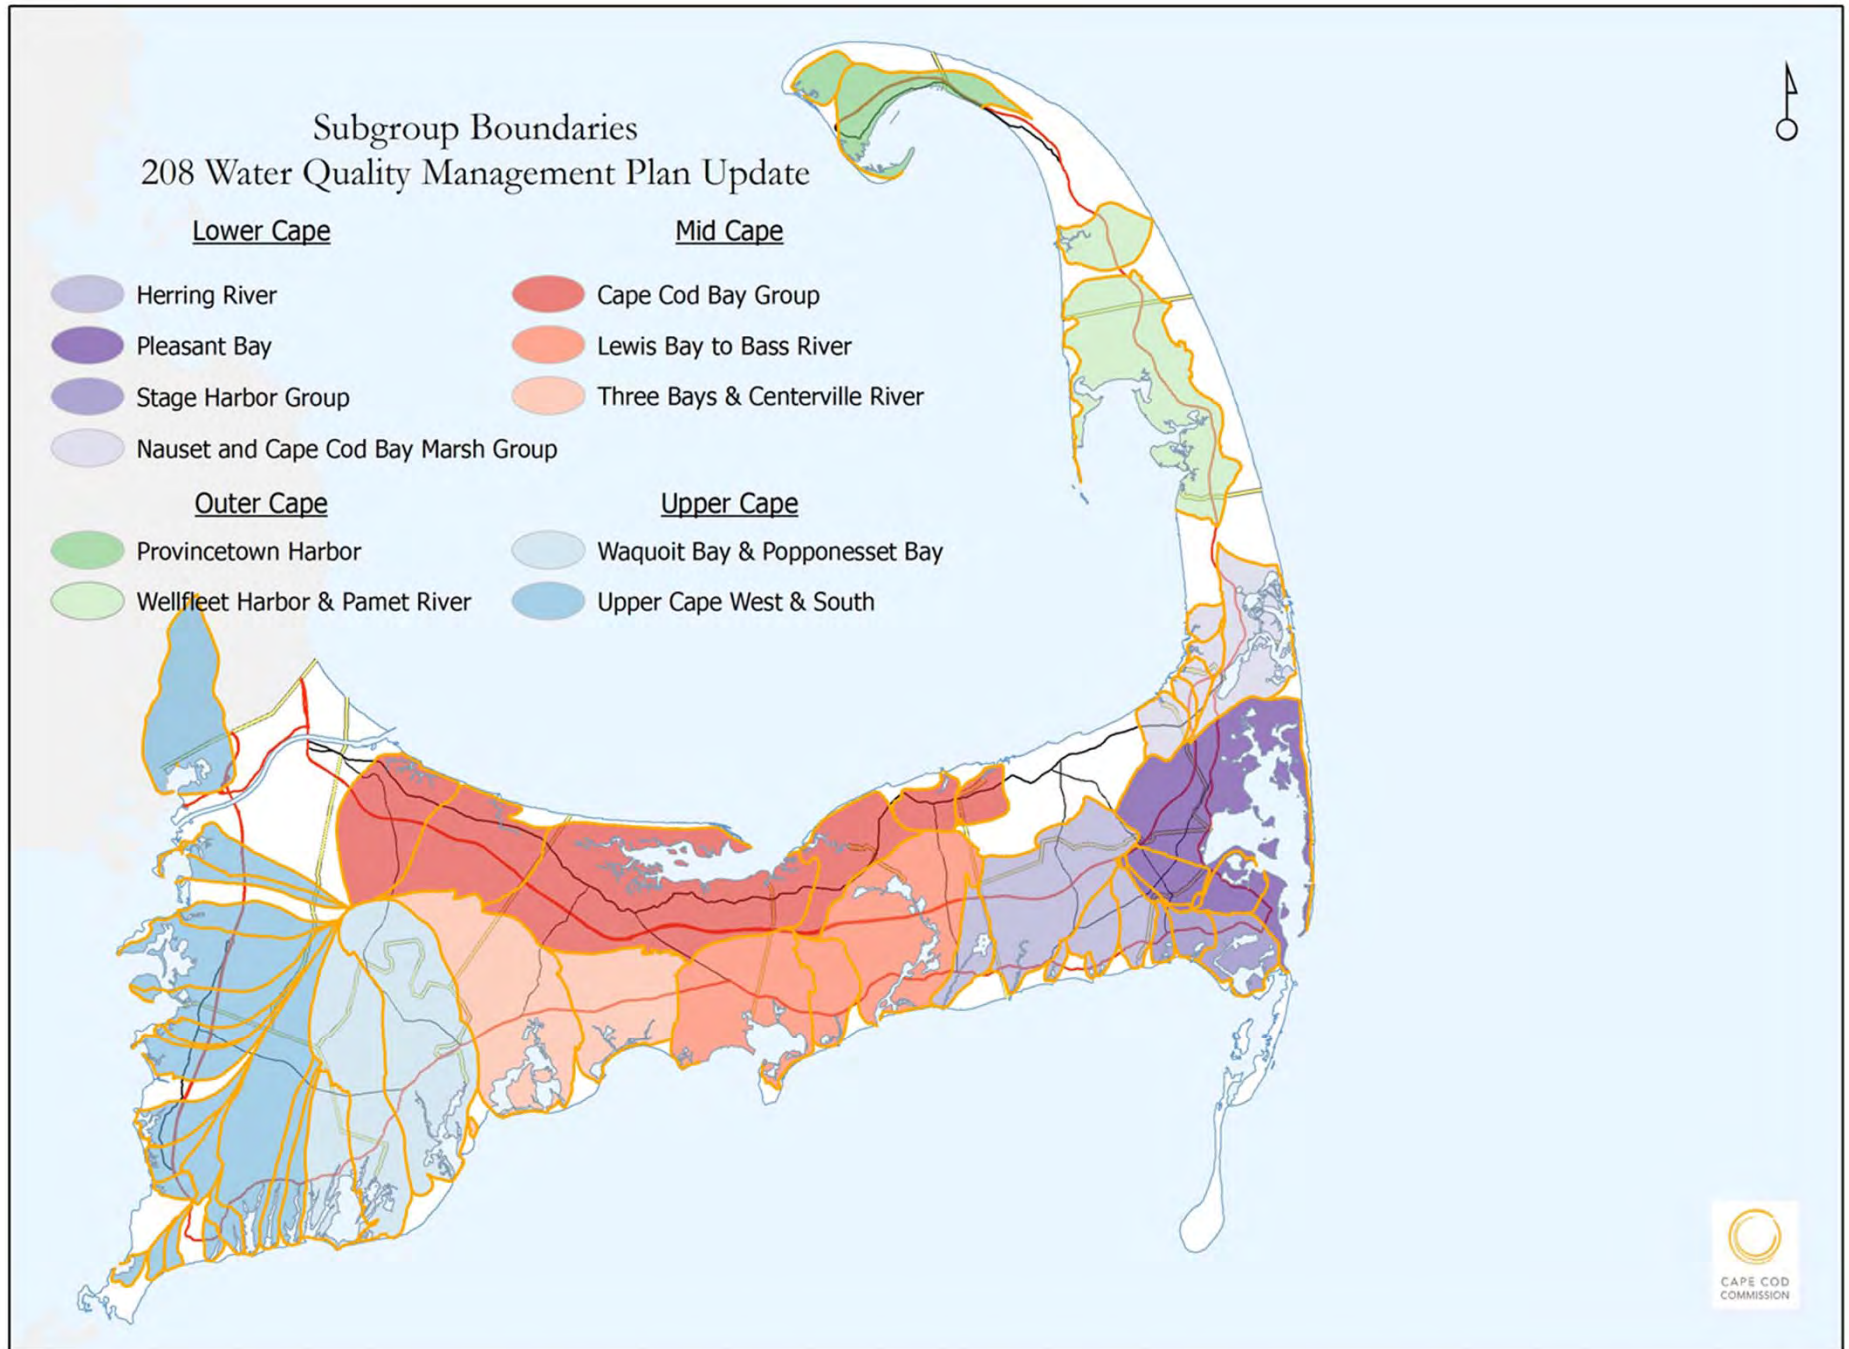 Subgroup Boundaries
208 Water Quality Management Plan Update
Lower Cape
Herring River
Pleasant Bay
Stage Harbor Group
Nauset and Cape Cod Bay Marsh Group
Mid Cape
Cape Cod Bay Group
Lewis Bay to Bass River
Three Bays & Centerville River
Outer Cape
Provincetown Harbor
Wellfleet Harbor & Pamet River
Upper Cape
Waquoit Bay & Popponesset Bay
Upper Cape West & South
CAPE COD
COMMISSION